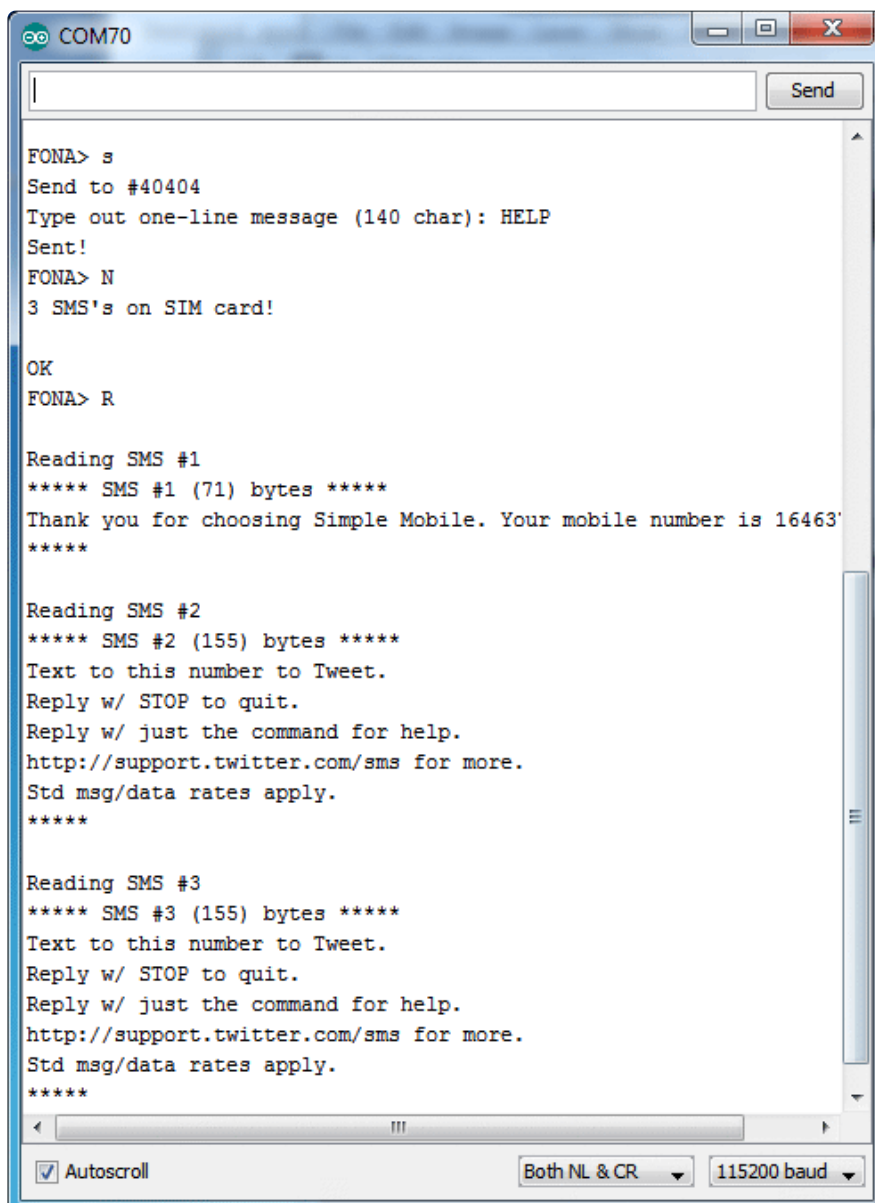 COM70
Send
FONA> s
Send to #40404
Type out one-line message (140 char): HELP
Sent!
FONA> N
3 SMS's on SIM card!
OK
FONA> R
Reading SMS #1
***** SMS #1 (71) bytes *****
Thank you for choosing Simple Mobile. Your mobile number is
*****
Reading SMS #2
***** SMS #2 (155) bytes *****
Text to this number to Tweet.
Reply w/ STOP to quit.
Reply w/ just the command for help.
http://support.twitter.com/sms for more.
Std msg/data rates apply.
*****
Reading SMS #3
***** SMS #3 (155) bytes *****
Text to this number to Tweet.
Reply w/ STOP to quit.
Reply w/ just the command for help.
http://support.twitter.com/sms for more.
Std msg/data rates apply.
*****
Autoscroll
Both NL & CR
115200 baud